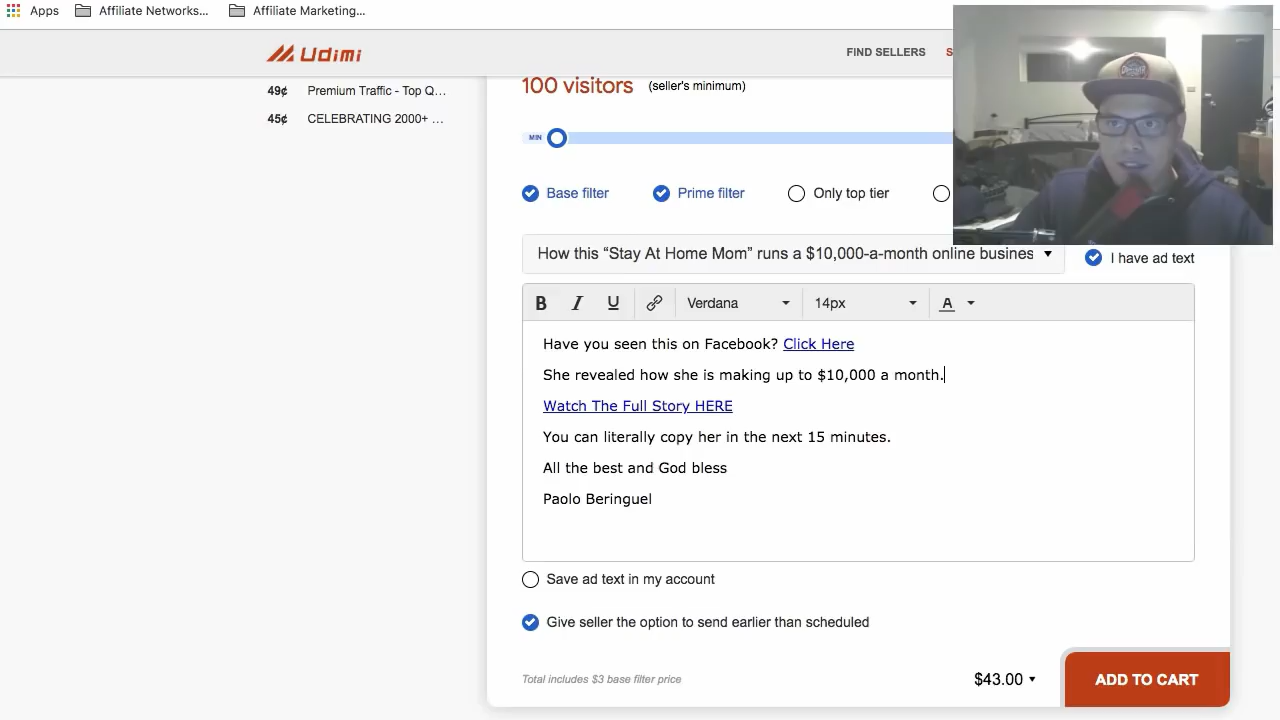 Apps
Affiliate Networks...
Affiliate Marketing...
Udimi
FIND SELLERS
S
49¢ Premium Traffic - Top Q...
45¢ CELEBRATING 2000+ ...
100 visitors (seller's minimum)
MIN
Base filter
Prime filter
Only top tier
How this “Stay At Home Mom” runs a $10,000-a-month online busines
I have ad text
B I U Verdana 14px A
Have you seen this on Facebook? Click Here
She revealed how she is making up to $10,000 a month.
Watch The Full Story HERE
You can literally copy her in the next 15 minutes.
All the best and God bless
Paolo Beringuel
Save ad text in my account
Give seller the option to send earlier than scheduled
Total includes $3 base filter price
$43.00
ADD TO CART